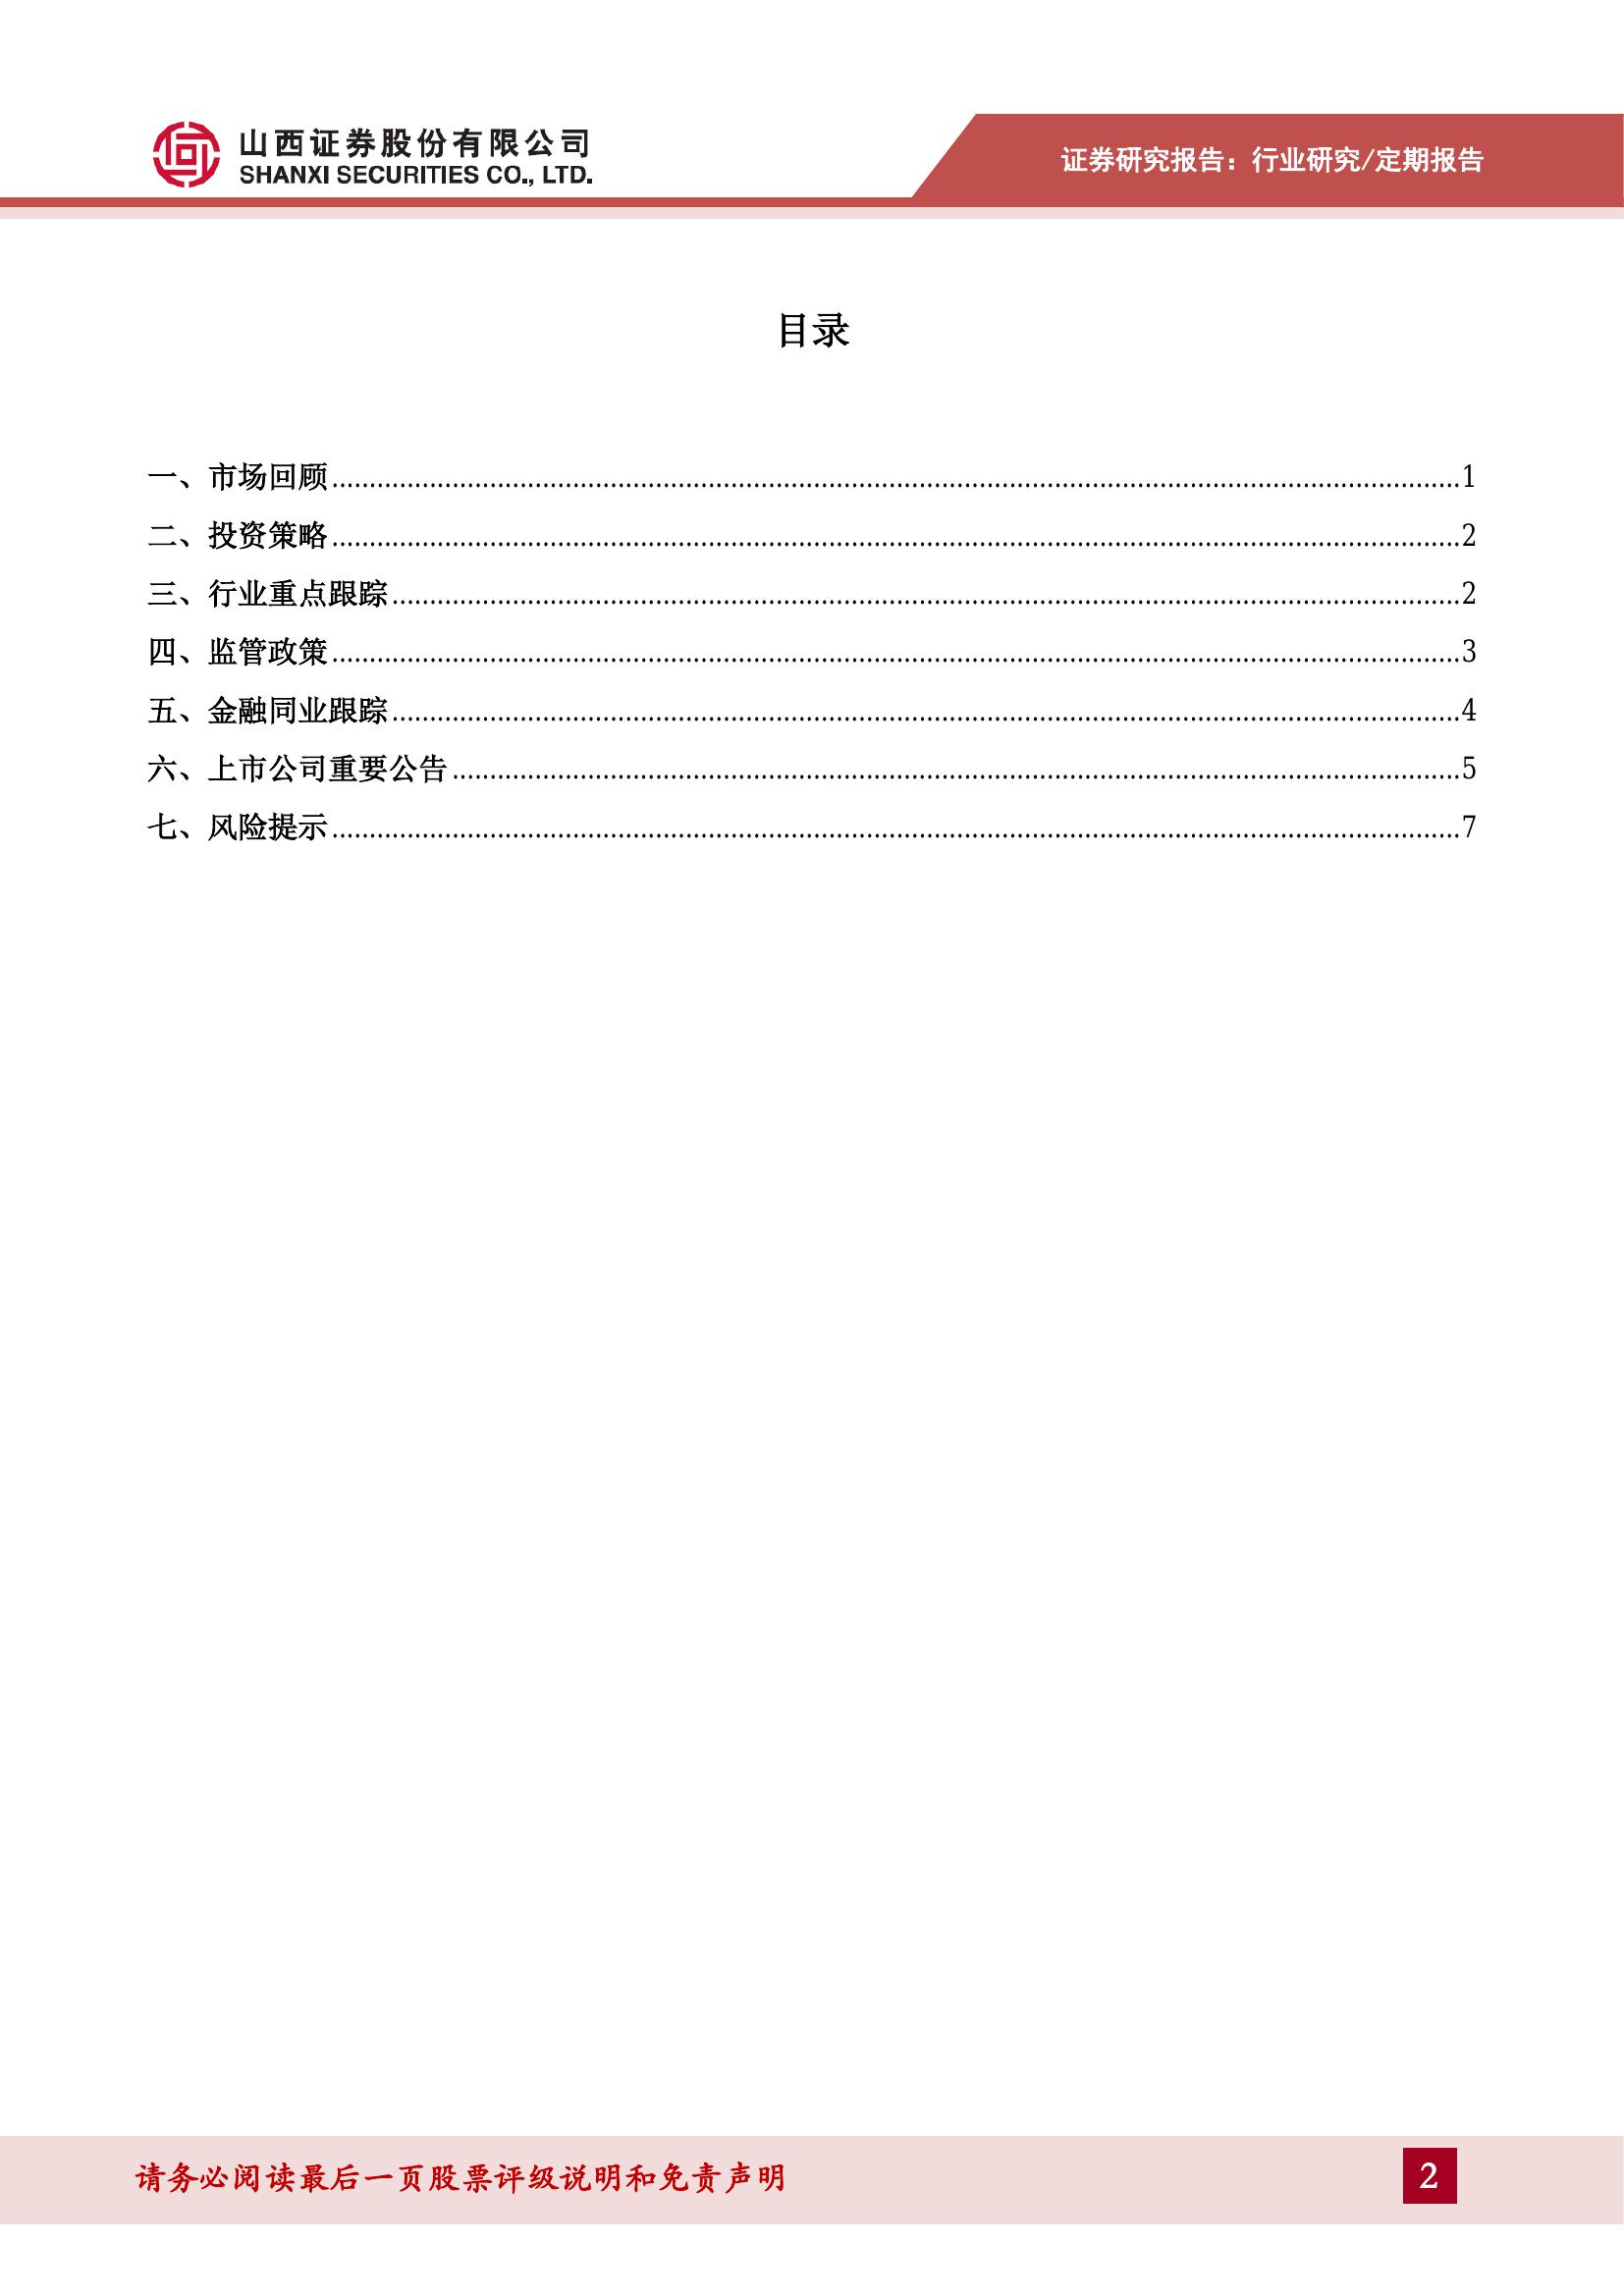 山西证券股份有限公司
SHANXI SECURITIES CO., LTD.
证券研究报告：行业研究/定期报告
目录
一、市场回顾........................................1
二、投资策略........................................2
三、行业重点跟踪........................................2
四、监管政策........................................3
五、金融同业跟踪........................................4
六、上市公司重要公告........................................5
七、风险提示........................................7
请务必阅读最后一页股票评级说明和免责声明
2